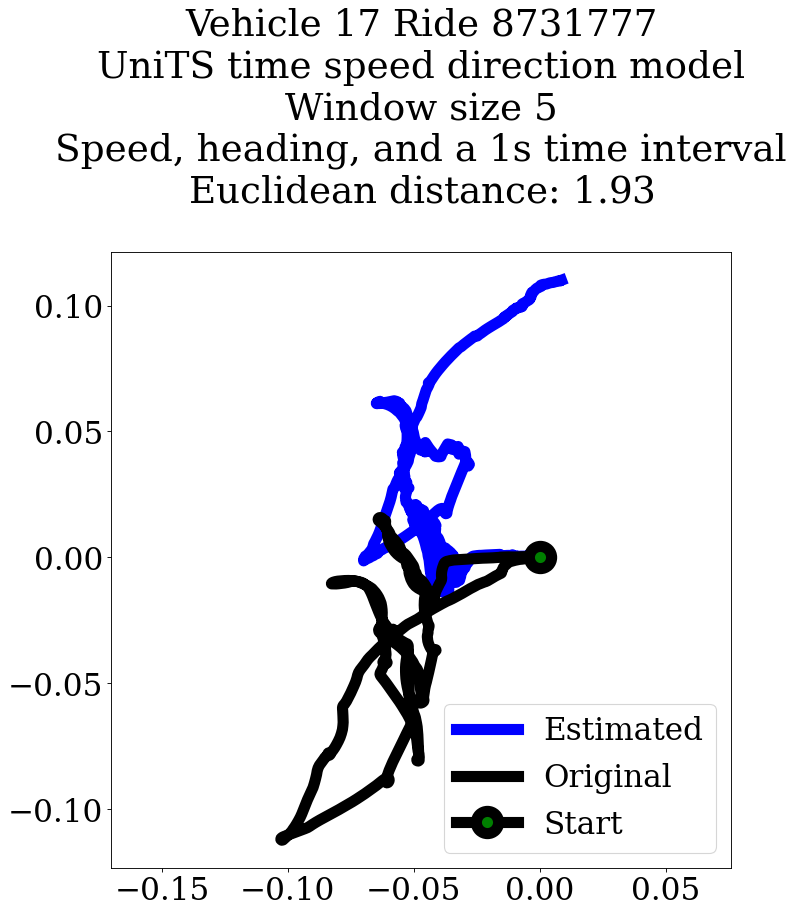 Vehicle 17 Ride 8731777
UniTS time speed direction model
Window size 5
Speed, heading, and a 1s time interval
Euclidean distance: 1.93
0.10
0.05
0.00
−0.05
−0.10
Estimated
Original
Start
−0.15
−0.10
−0.05
0.00
0.05